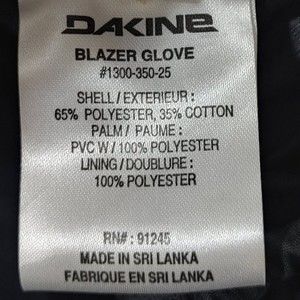 DAKINE
BLAZER GLOVE
#1300-350-25
SHELL / EXTERIEUR :
65% POLYESTER, 35% COTTON
PALM / PAUME :
PVC W / 100% POLYESTER
LINING / DOUBLURE :
100% POLYESTER
RN# : 91245
MADE IN SRI LANKA
FABRIQUE EN SRI LANKA